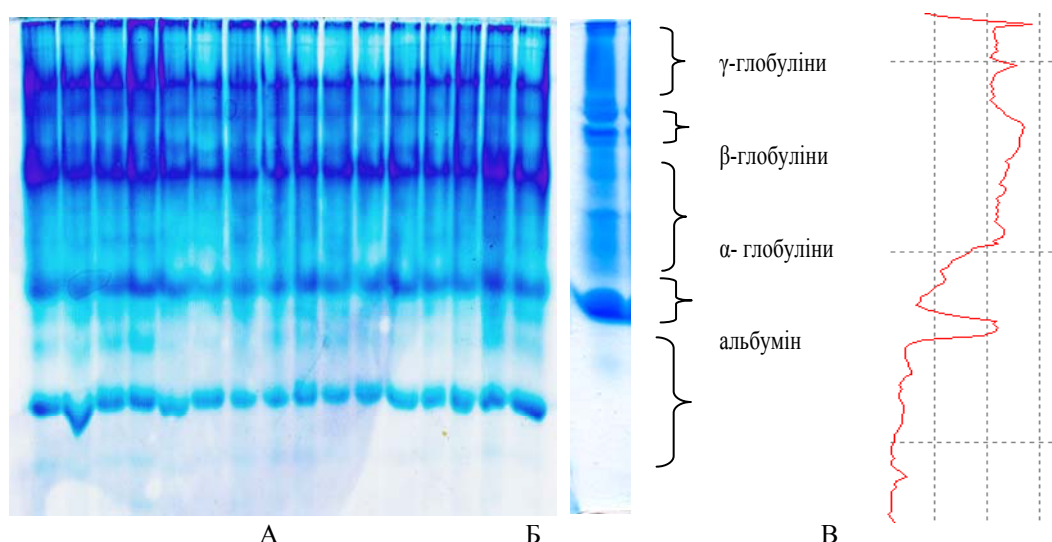 γ-глобуліни
β-глобуліни
α- глобуліни
альбумін
А Б В